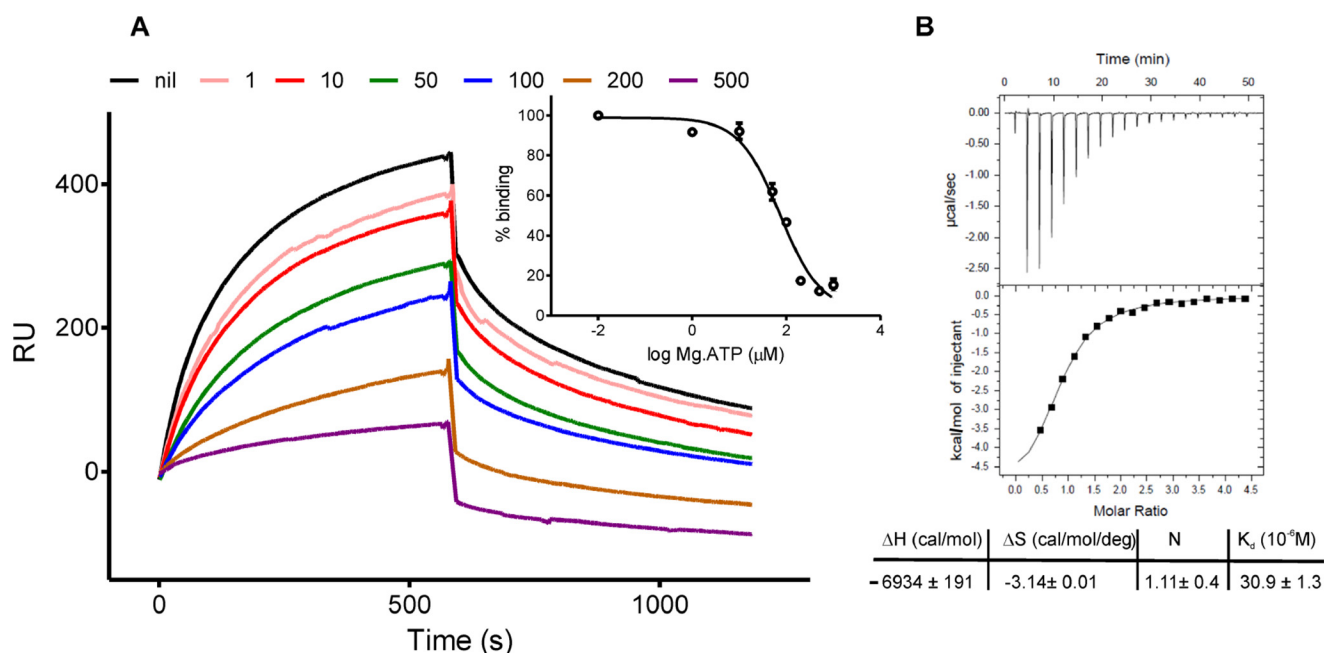 A
nil 1 10 50 100 200 500
400
200
0
RU
0 500 1000
Time (s)
100
80
60
40
20
0
% binding
-2 0 2 4
log Mg.ATP (μM)
B
Time (min)
0 10 20 30 40 50
0.00
-0.50
-1.00
-1.50
-2.00
-2.50
μcal/sec
0.0
-0.5
-1.0
-1.5
-2.0
-2.5
-3.0
-3.5
-4.0
-4.5
kcal/mol of injectant
0.0 0.5 1.0 1.5 2.0 2.5 3.0 3.5 4.0 4.5
Molar Ratio
ΔH (cal/mol) ΔS (cal/mol/deg) N Kd (10⁻⁶M)
-6934 ± 191 -3.14± 0.01 1.11± 0.4 30.9 ± 1.3